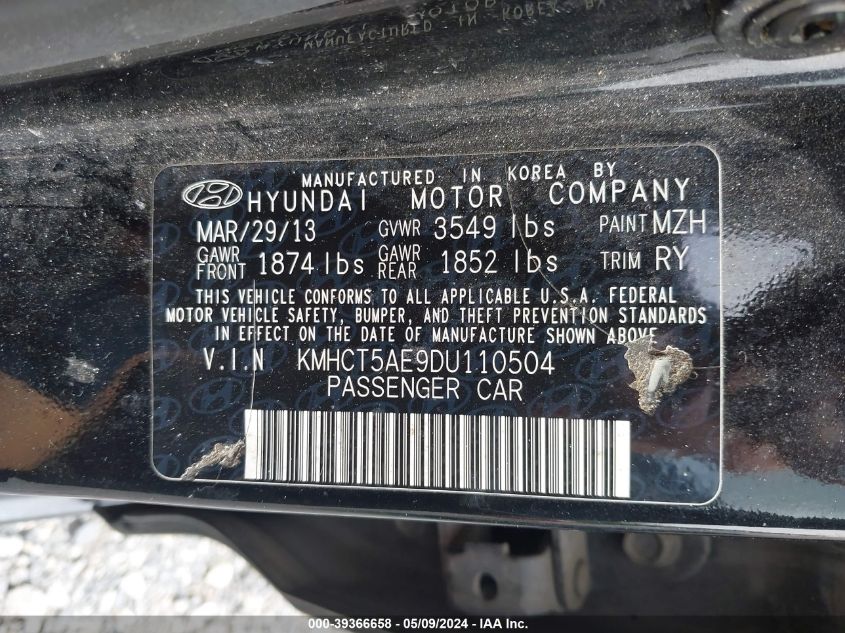 MANUFACTURED IN KOREA BY
HYUNDAI MOTOR COMPANY
MAR/29/13 GVWR 3549 lbs PAINT MZH
GAWR FRONT 1874 lbs GAWR REAR 1852 lbs TRIM RY
THIS VEHICLE CONFORMS TO ALL APPLICABLE U.S.A. FEDERAL
MOTOR VEHICLE SAFETY, BUMPER, AND THEFT PREVENTION STANDARDS
IN EFFECT ON THE DATE OF MANUFACTURE SHOWN ABOVE.
V.I.N KMHCT5AE9DU110504
PASSENGER CAR
KM-39366658 - 05/09/2024 - IAA Inc.